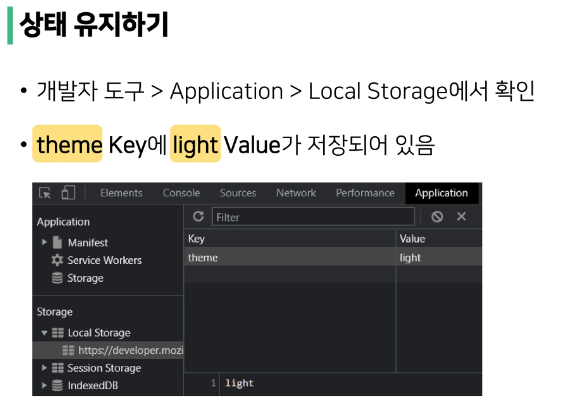 상태 유지하기
• 개발자 도구 > Application > Local Storage에서 확인
• theme Key에 light Value가 저장되어 있음
Elements Console Sources Network Performance Application
Application
Manifest
Service Workers
Storage
Storage
Local Storage
https://developer.mozi
Session Storage
IndexedDB
Filter
Key Value
theme light
1 light